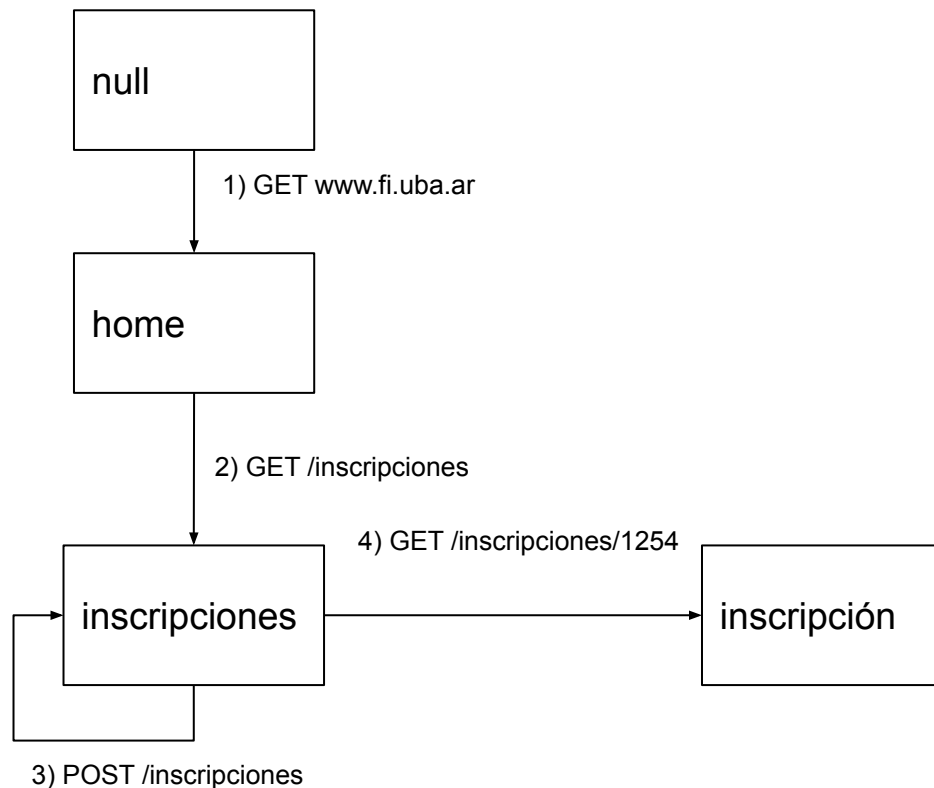 null
1) GET www.fi.uba.ar
home
2) GET /inscripciones
4) GET /inscripciones/1254
inscripciones
inscripción
3) POST /inscripciones